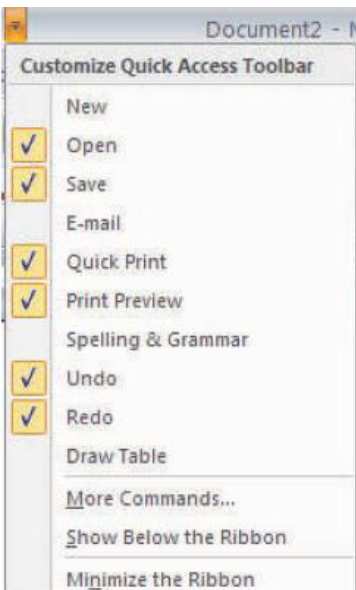 Document2 -
Customize Quick Access Toolbar
New
Open
Save
E-mail
Quick Print
Print Preview
Spelling & Grammar
Undo
Redo
Draw Table
More Commands...
Show Below the Ribbon
Minimize the Ribbon